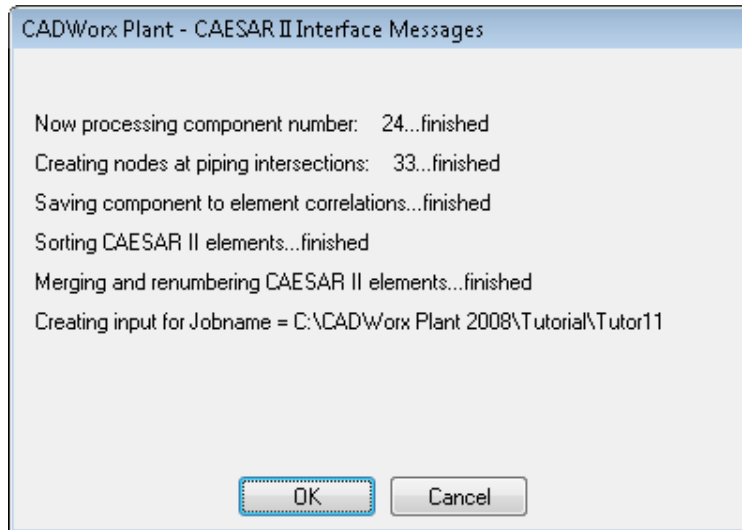 CADWorx Plant - CAESAR II Interface Messages
Now processing component number: 24...finished
Creating nodes at piping intersections: 33...finished
Saving component to element correlations...finished
Sorting CAESAR II elements...finished
Merging and renumbering CAESAR II elements...finished
Creating input for Jobname = C:\CADWorx Plant 2008\Tutorial\Tutor11
OK Cancel